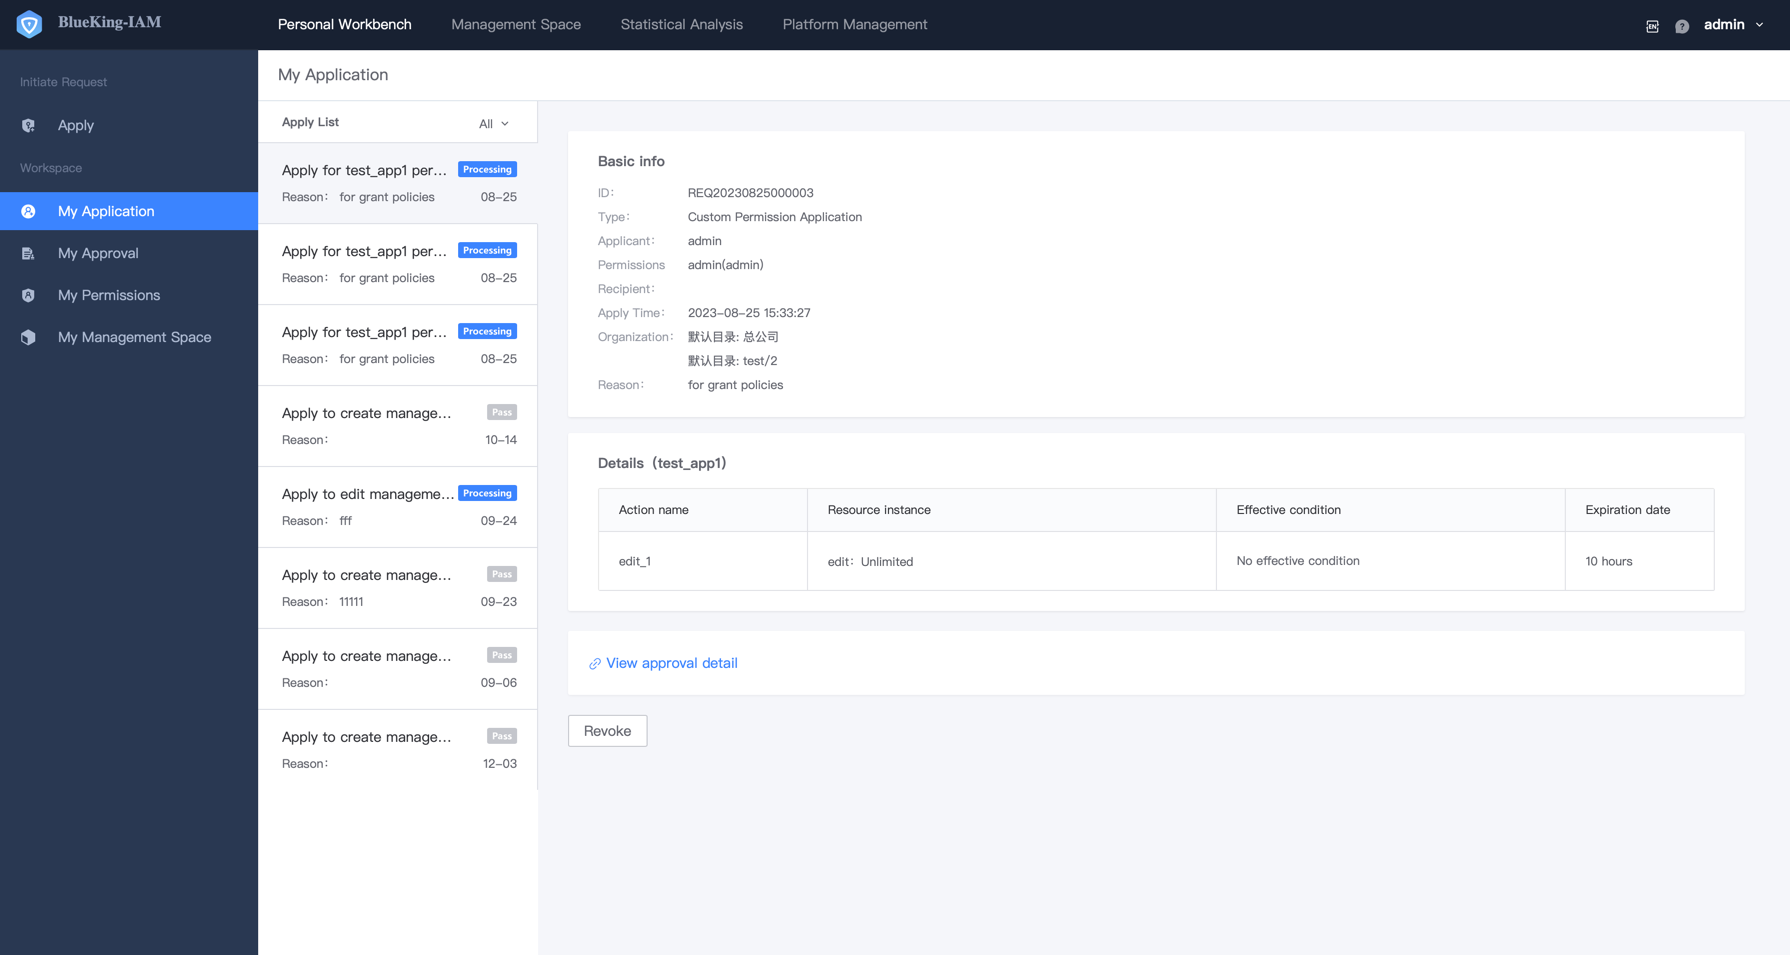 BlueKing-IAM
Personal Workbench
Management Space
Statistical Analysis
Platform Management
EN
?
admin
Initiate Request
Apply
Workspace
My Application
My Approval
My Permissions
My Management Space
My Application
Apply List
All
Apply for test_app1 per... Processing
Reason： for grant policies 08-25
Apply for test_app1 per... Processing
Reason： for grant policies 08-25
Apply for test_app1 per... Processing
Reason： for grant policies 08-25
Apply to create manage... Pass
Reason： 10-14
Apply to edit manageme... Processing
Reason： fff 09-24
Apply to create manage... Pass
Reason： 11111 09-23
Apply to create manage... Pass
Reason： 09-06
Apply to create manage... Pass
Reason： 12-03
Basic info
ID： REQ20230825000003
Type： Custom Permission Application
Applicant： admin
Permissions admin(admin)
Recipient：
Apply Time： 2023-08-25 15:33:27
Organization： 默认目录: 总公司
默认目录: test/2
Reason： for grant policies
Details（test_app1）
Action name Resource instance Effective condition Expiration date
edit_1 edit：Unlimited No effective condition 10 hours
View approval detail
Revoke